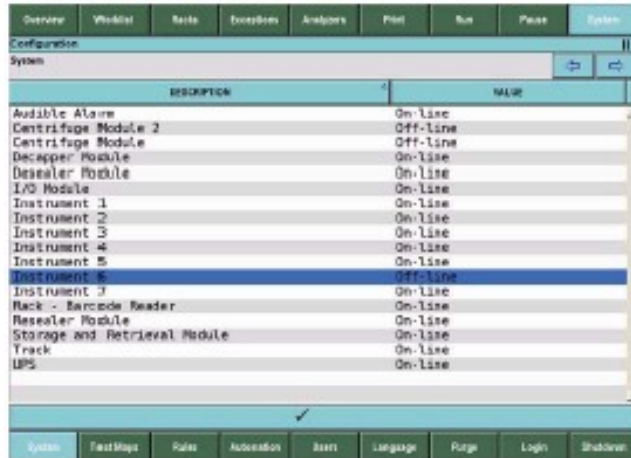 Overview Worklist Racks Exceptions Analyzers Print Run Pause System
Configuration
System
DESCRIPTION VALUE
Audible Alarm On-line
Centrifuge Module 2 Off-line
Centrifuge Module Off-line
Decapper Module On-line
Desealer Module On-line
I/O Module On-line
Instrument 1 On-line
Instrument 2 On-line
Instrument 3 On-line
Instrument 4 On-line
Instrument 5 On-line
Instrument 6 Off-line
Instrument 7 On-line
Rack - Barcode Reader On-line
Resealer Module On-line
Storage and Retrieval Module On-line
Track On-line
UPS On-line
System Test Maps Rules Automation Users Language Purge Login Shutdown